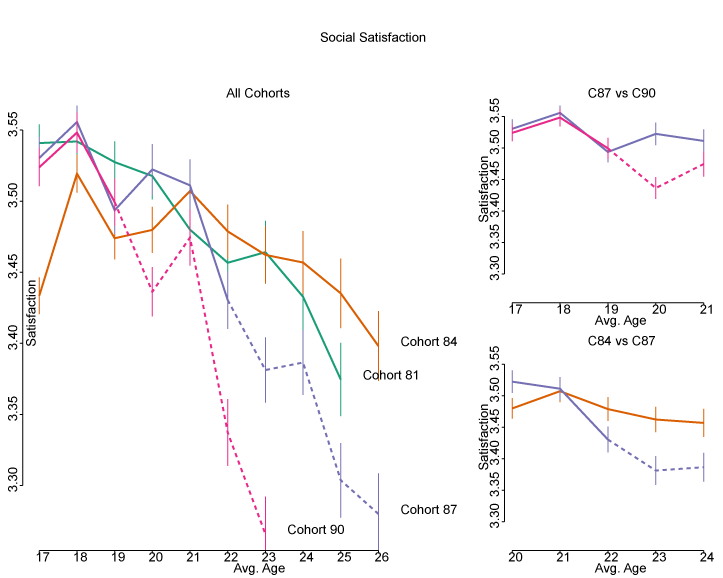 Social Satisfaction
All Cohorts
Satisfaction
3.55
3.50
3.45
3.40
3.35
3.30
Cohort 84
Cohort 81
Cohort 87
Cohort 90
17 18 19 20 21 22 23 24 25 26
Avg. Age
C87 vs C90
Satisfaction
3.55
3.50
3.45
3.40
3.35
3.30
17 18 19 20 21
Avg. Age
C84 vs C87
Satisfaction
3.55
3.50
3.45
3.40
3.35
3.30
20 21 22 23 24
Avg. Age